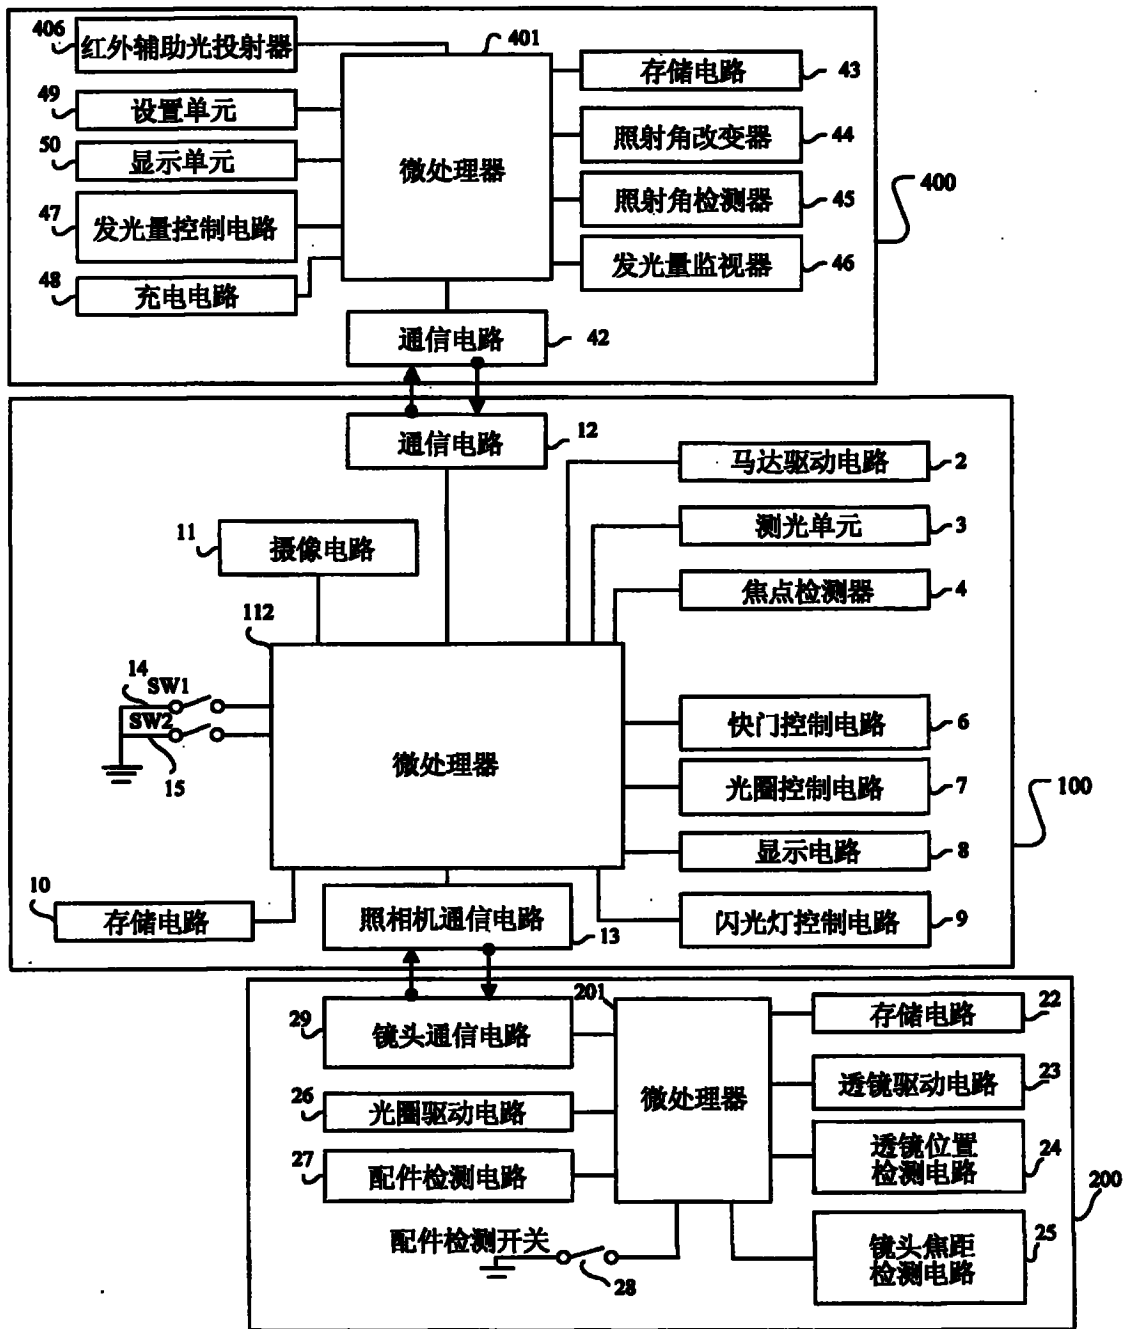 406
红外辅助光投射器
401
存储电路
43
49
设置单元
照射角改变器
44
50
显示单元
微处理器
照射角检测器
45
400
47
发光量控制电路
发光量监视器
46
48
充电电路
通信电路
42
通信电路
12
马达驱动电路
2
11
摄像电路
测光单元
3
焦点检测器
4
112
14
SW1
SW2
15
微处理器
快门控制电路
6
光圈控制电路
7
100
显示电路
8
10
存储电路
照相机通信电路
13
闪光灯控制电路
9
201
29
镜头通信电路
存储电路
22
26
光圈驱动电路
微处理器
透镜驱动电路
23
27
配件检测电路
透镜位置
检测电路
24
200
配件检测开关
28
镜头焦距
检测电路
25